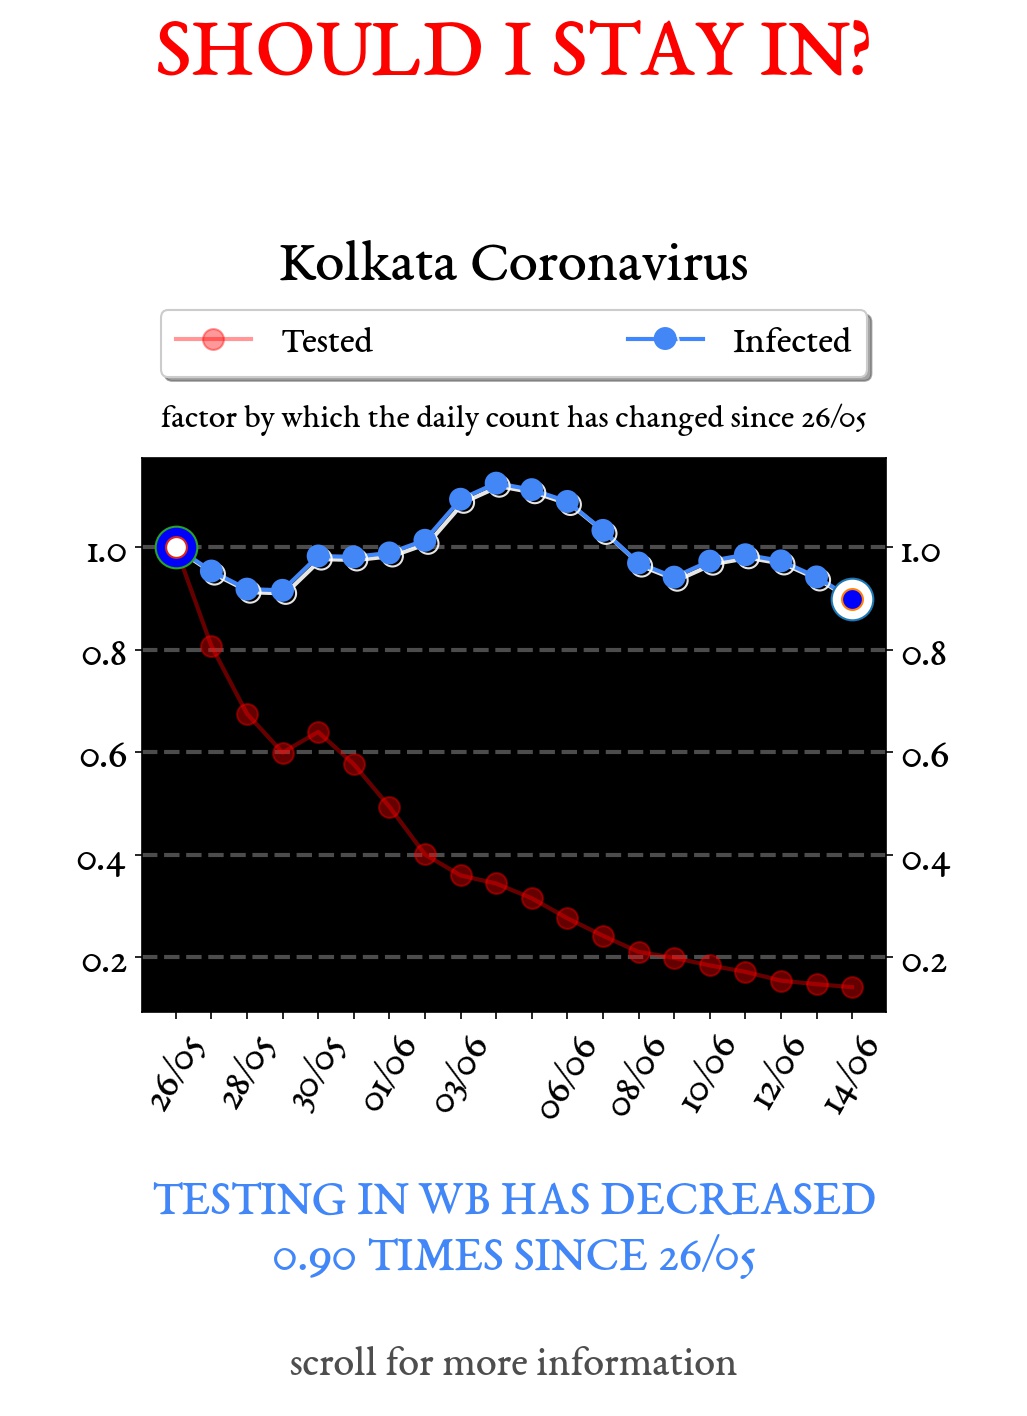 SHOULD I STAY IN?
Kolkata Coronavirus
Tested Infected
factor by which the daily count has changed since 26/05
1.0 1.0
0.8 0.8
0.6 0.6
0.4 0.4
0.2 0.2
26/05 28/05 30/05 01/06 03/06 06/06 08/06 10/06 12/06 14/06
TESTING IN WB HAS DECREASED
0.90 TIMES SINCE 26/05
scroll for more information